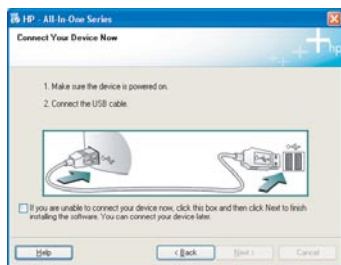 HP - All-In-One Series
Connect Your Device Now
hp
1. Make sure the device is powered on.
2. Connect the USB cable.
If you are unable to connect your device now, click this box and then click Next to finish
installing the software. You can connect your device later.
Help
< Back
Next >
Cancel